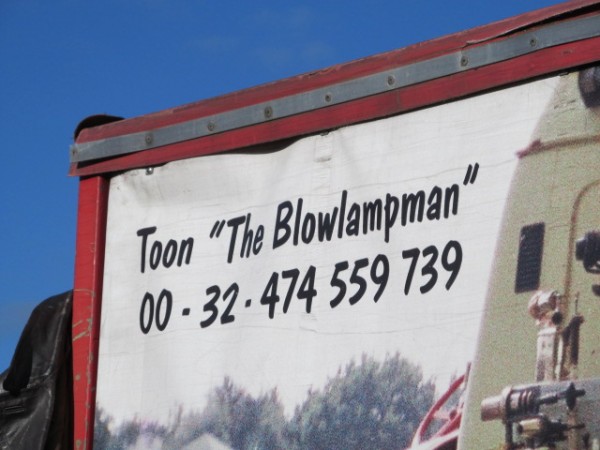 Toon "The Blowlampman"
00 - 32 - 474 559 739